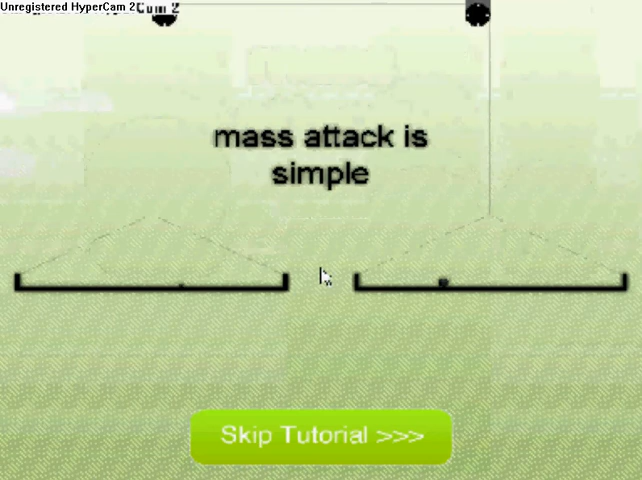 Unregistered HyperCam 2
mass attack is
simple
Skip Tutorial >>>